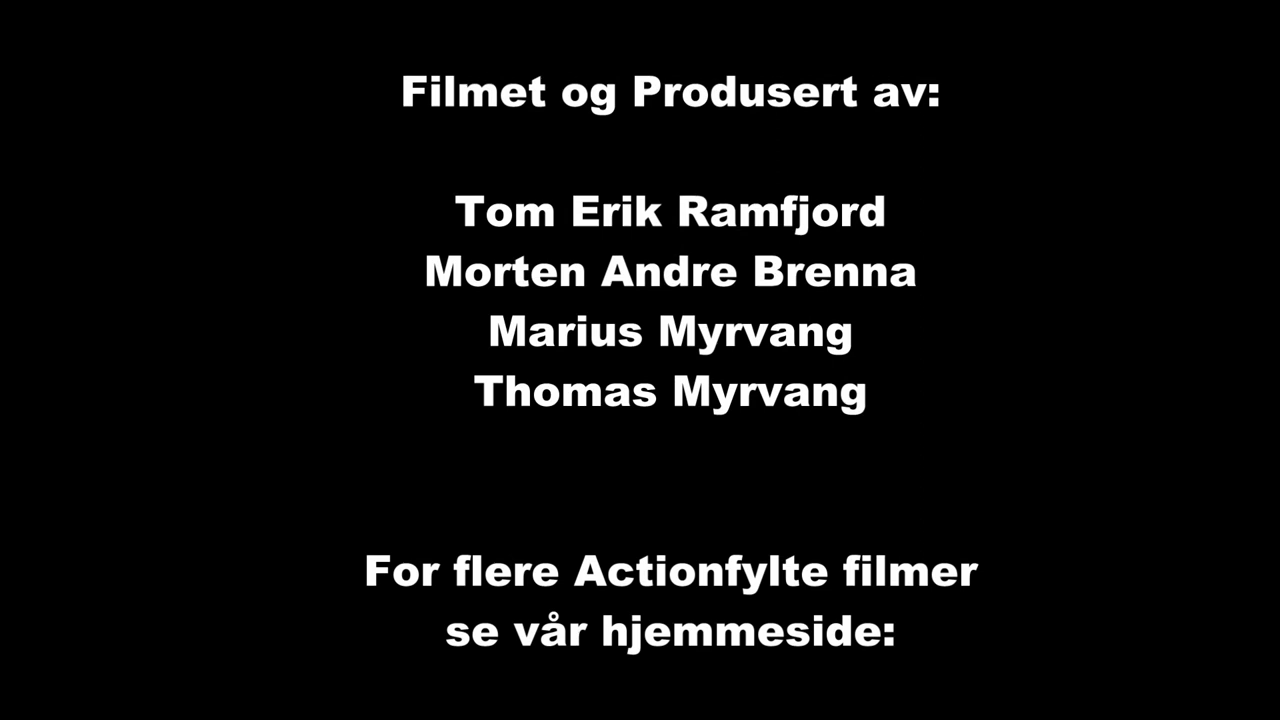 Filmet og Produsert av:
Tom Erik Ramfjord
Morten Andre Brenna
Marius Myrvang
Thomas Myrvang
For flere Actionfylte filmer
se vår hjemmeside: